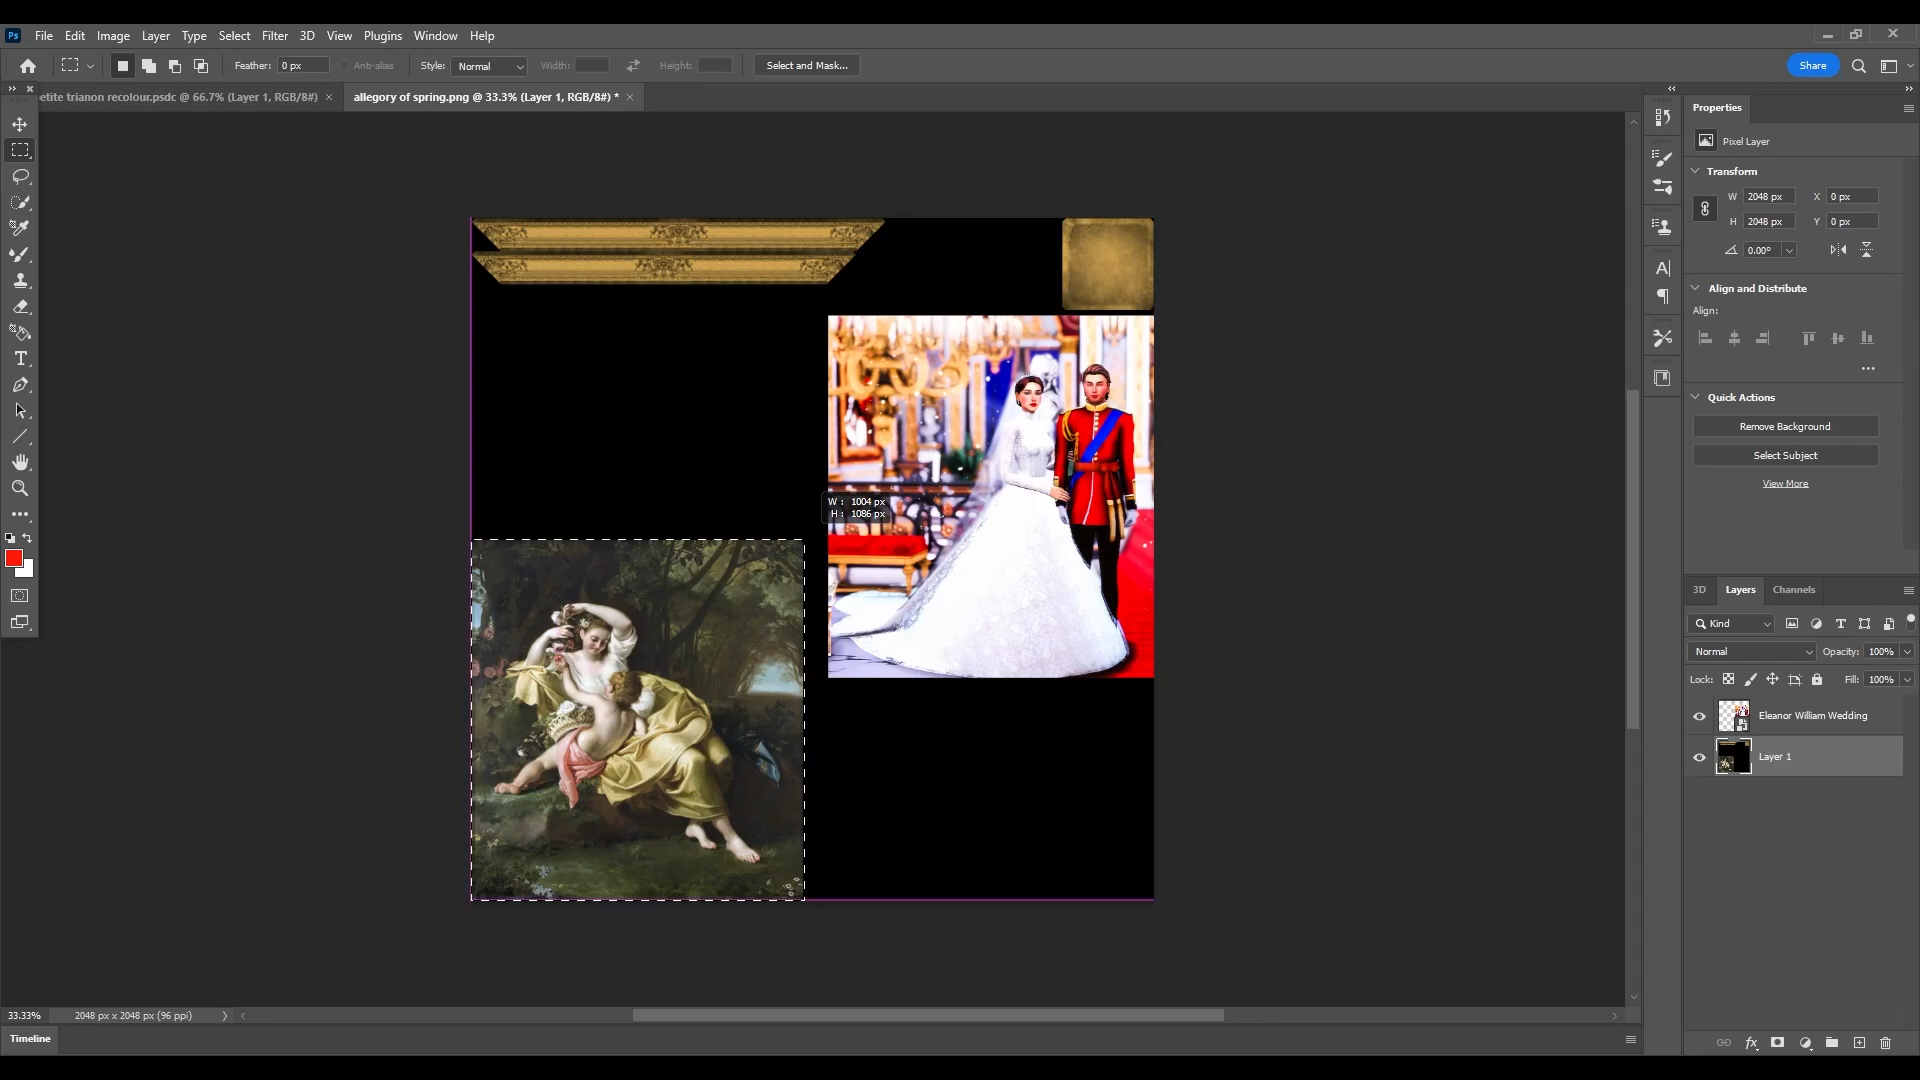 Ps File Edit Image Layer Type Select Filter 3D View Plugins Window Help
Feather: 0 px Anti-alias Style: Normal Width: Height: Select and Mask... Share
etite trianon recolour.psdc @ 66.7% (Layer 1, RGB/8#) × allegory of spring.png @ 33.3% (Layer 1, RGB/8#) * ×
Properties
Pixel Layer
Transform
W 2048 px X 0 px
H 2048 px Y 0 px
0.00°
Align and Distribute
Align:
Quick Actions
Remove Background
Select Subject
View More
W : 1004 px
H : 1086 px
3D Layers Channels
Kind
Normal Opacity: 100%
Lock: Fill: 100%
Eleanor William Wedding
Layer 1
33.33% 2048 px x 2048 px (96 ppi)
Timeline